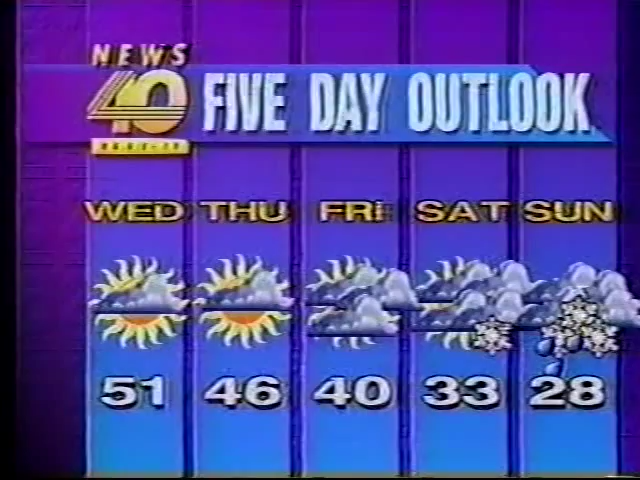 NEWS
40
FIVE DAY OUTLOOK
WED THU FRI SAT SUN
51 46 40 33 28